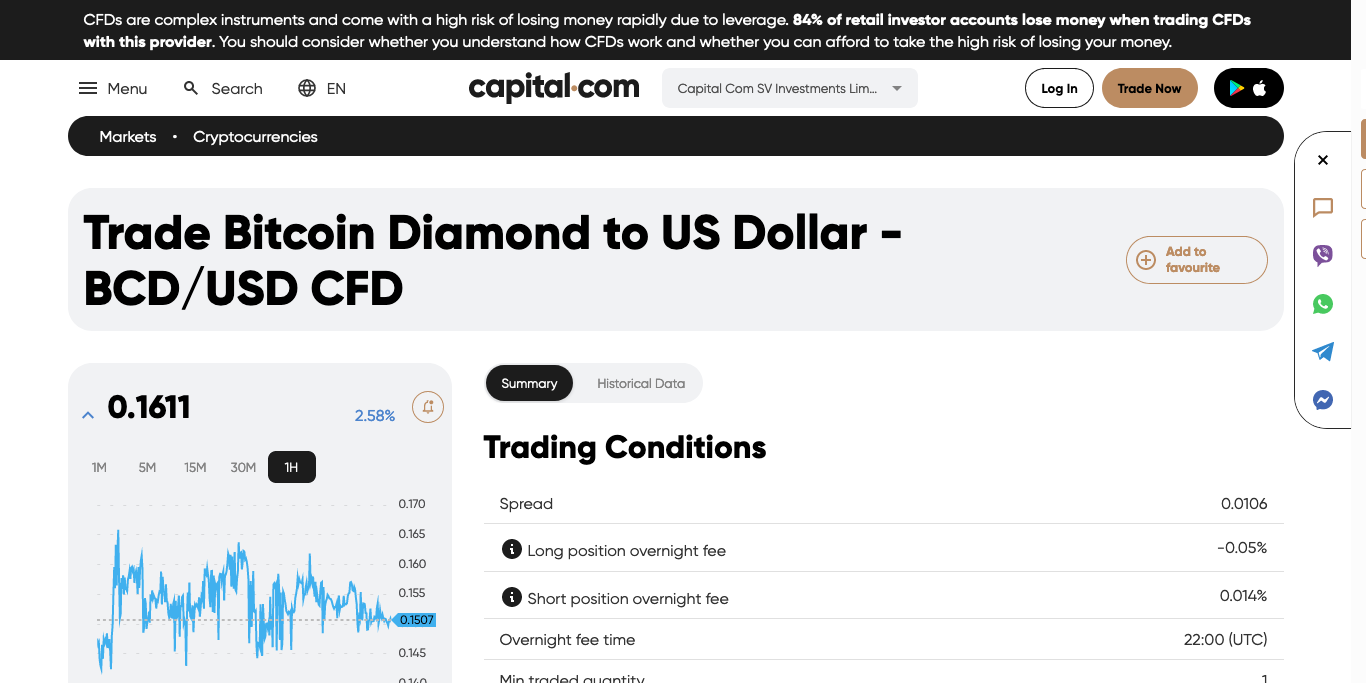 CFDs are complex instruments and come with a high risk of losing money rapidly due to leverage. 84% of retail investor accounts lose money when trading CFDs
with this provider. You should consider whether you understand how CFDs work and whether you can afford to take the high risk of losing your money.
Menu Search EN capital.com Capital Com SV Investments Lim... Log In Trade Now
Markets • Cryptocurrencies
Trade Bitcoin Diamond to US Dollar -
BCD/USD CFD
Add to
favourite
0.1611 2.58%
1M 5M 15M 30M 1H
0.170
0.165
0.160
0.155
0.1507
0.145
0.140
Summary Historical Data
Trading Conditions
Spread 0.0106
Long position overnight fee -0.05%
Short position overnight fee 0.014%
Overnight fee time 22:00 (UTC)
Min traded quantity 1